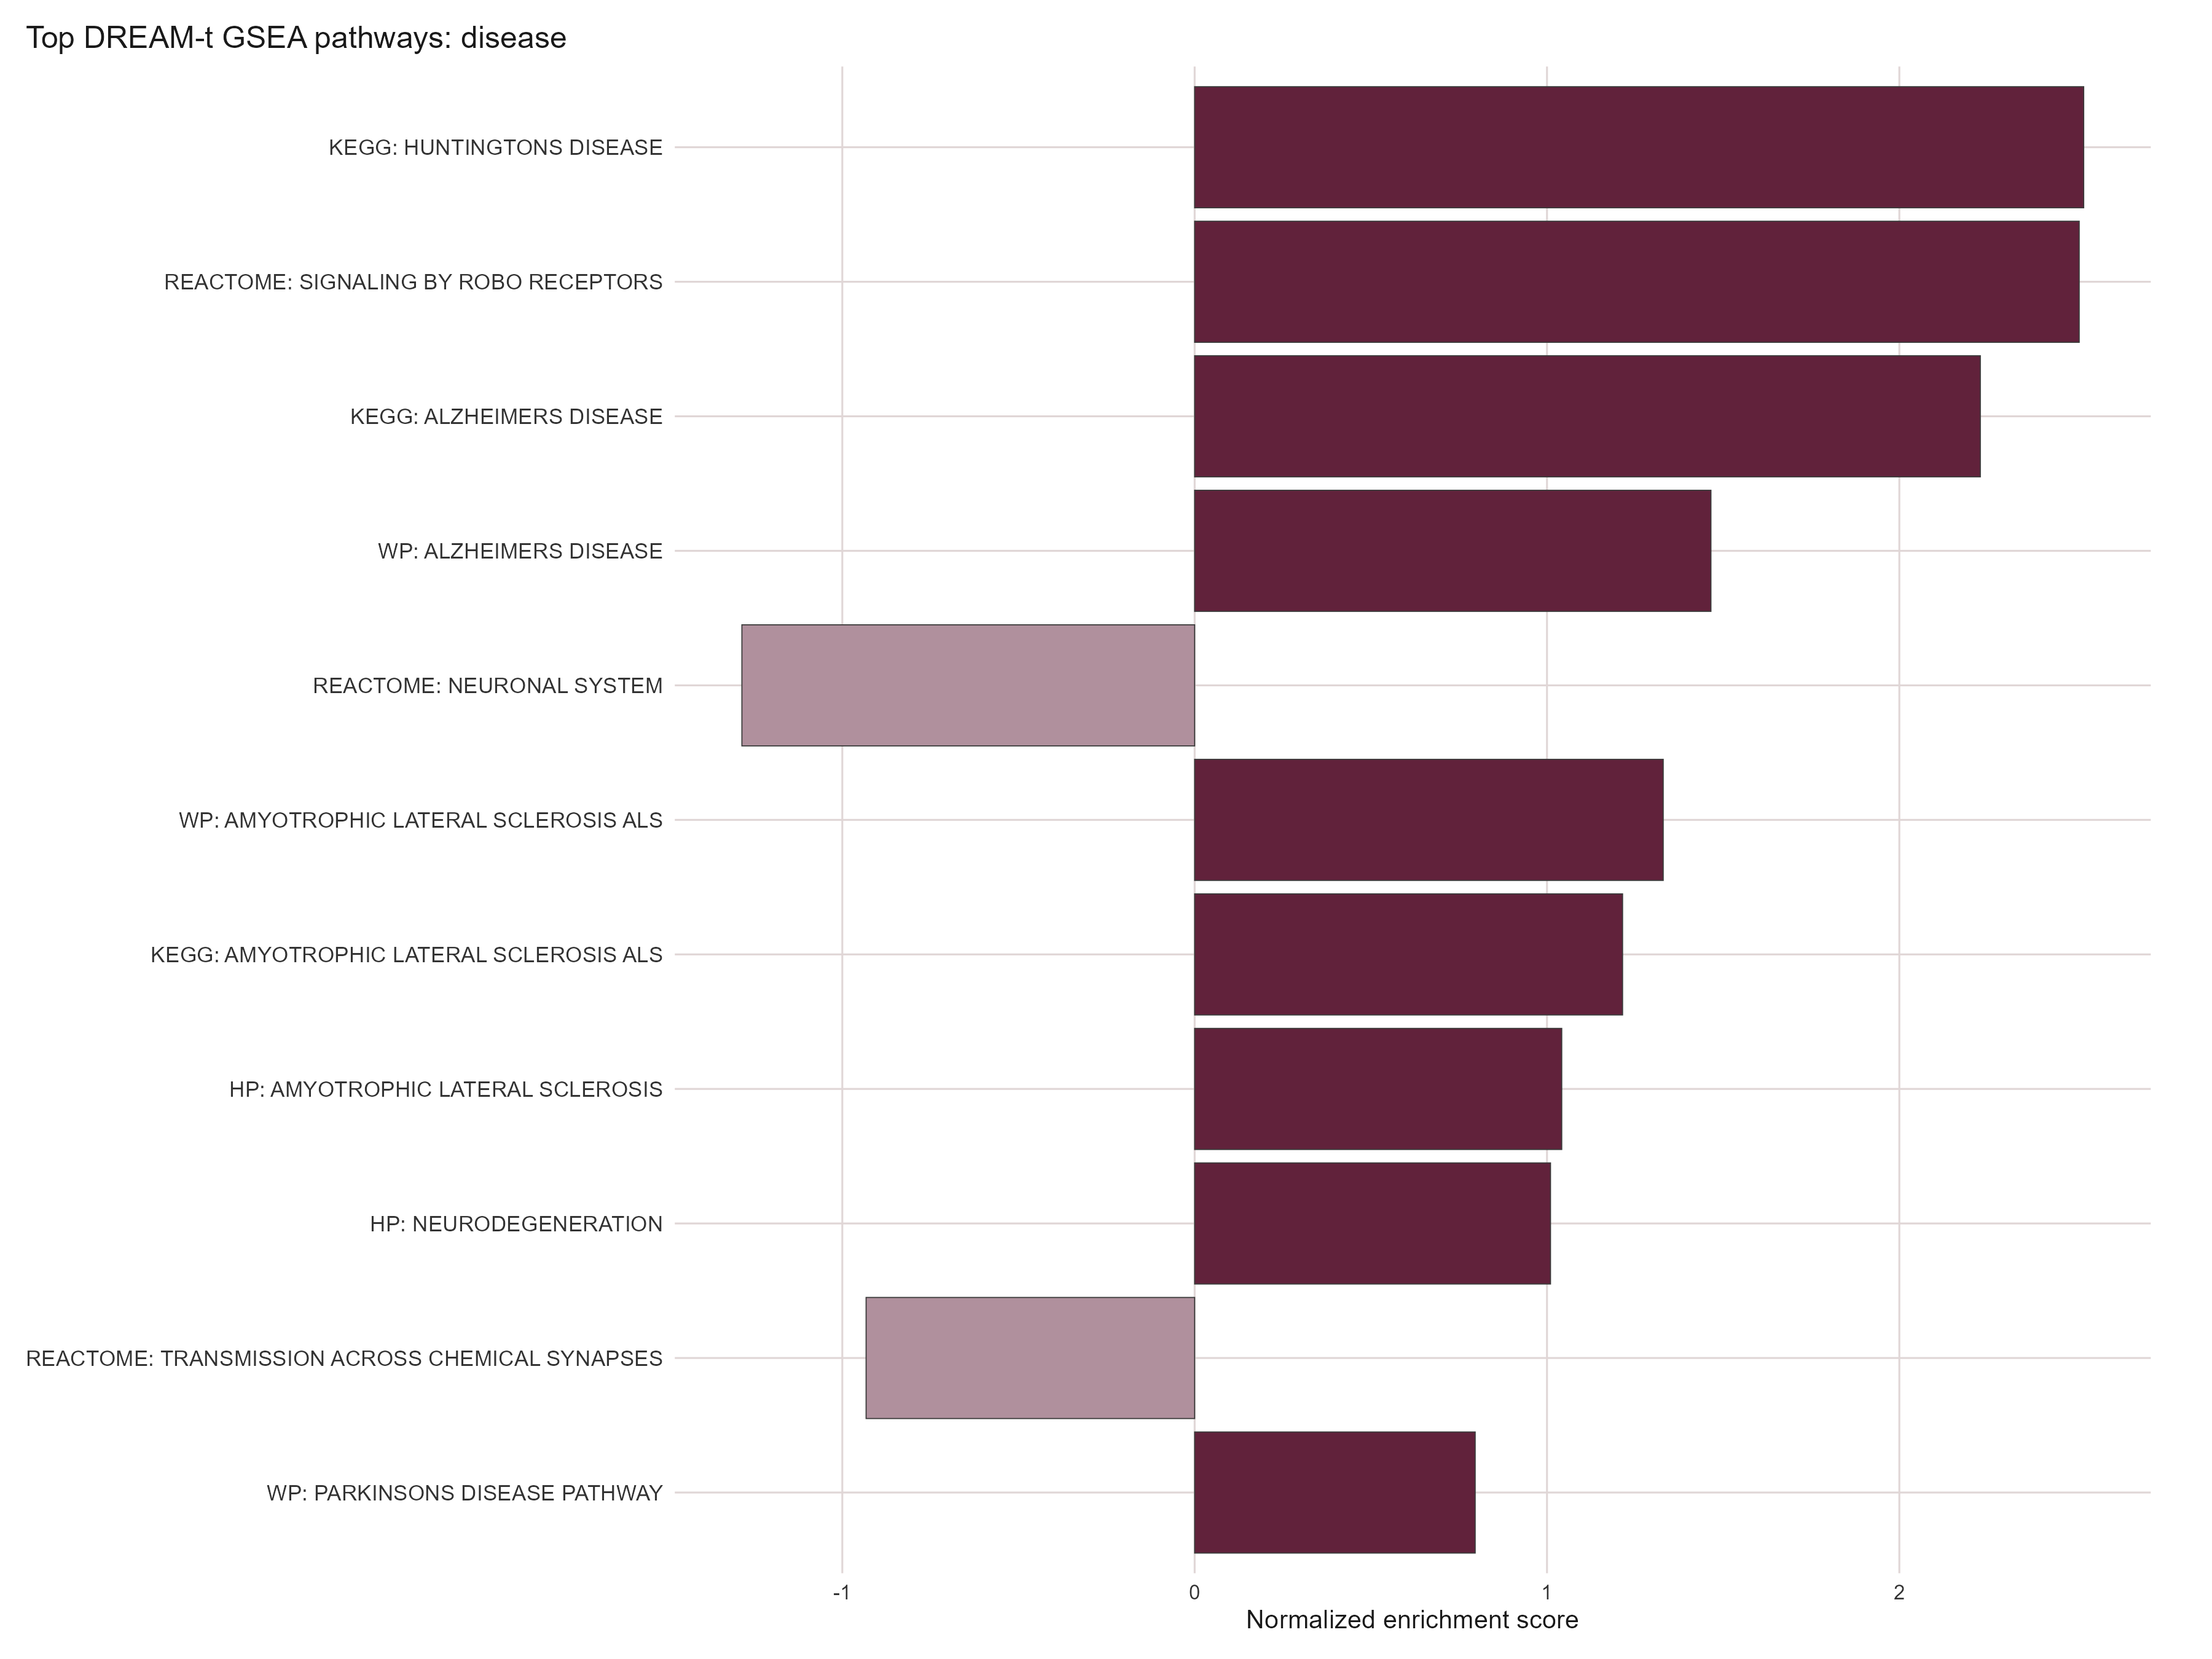 Top DREAM-t GSEA pathways: disease
KEGG: HUNTINGTONS DISEASE
REACTOME: SIGNALING BY ROBO RECEPTORS
KEGG: ALZHEIMERS DISEASE
WP: ALZHEIMERS DISEASE
REACTOME: NEURONAL SYSTEM
WP: AMYOTROPHIC LATERAL SCLEROSIS ALS
KEGG: AMYOTROPHIC LATERAL SCLEROSIS ALS
HP: AMYOTROPHIC LATERAL SCLEROSIS
HP: NEURODEGENERATION
REACTOME: TRANSMISSION ACROSS CHEMICAL SYNAPSES
WP: PARKINSONS DISEASE PATHWAY
-1 0 1 2
Normalized enrichment score